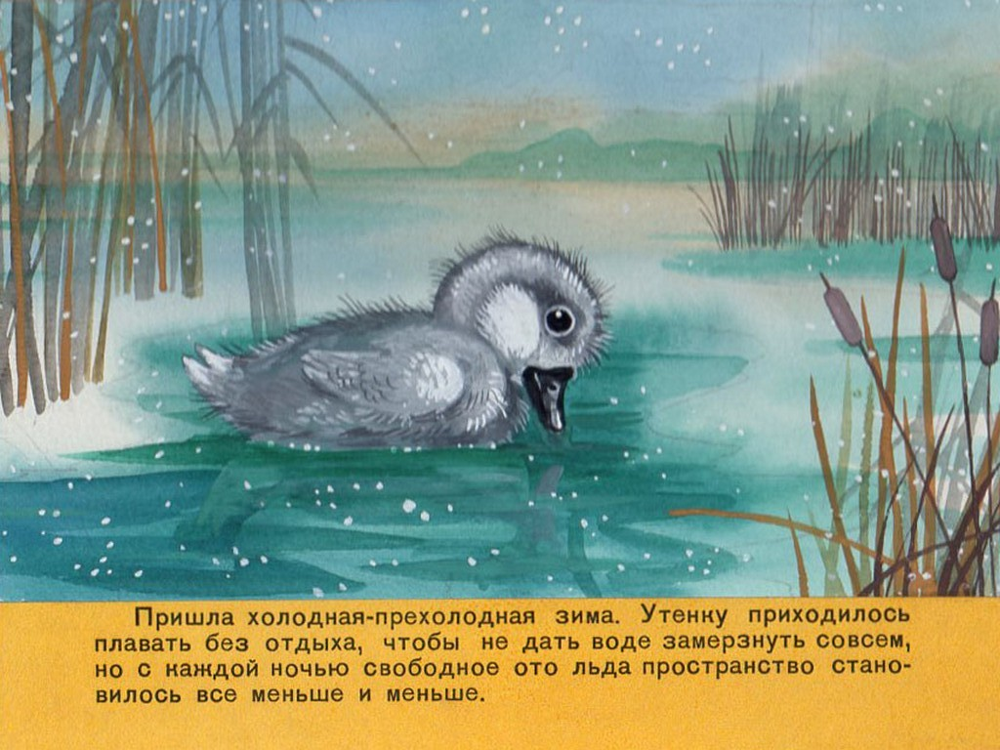 Пришла холодная-прехолодная зима. Утенку приходилось
плавать без отдыха, чтобы не дать воде замерзнуть совсем,
но с каждой ночью свободное ото льда пространство стано-
вилось все меньше и меньше.